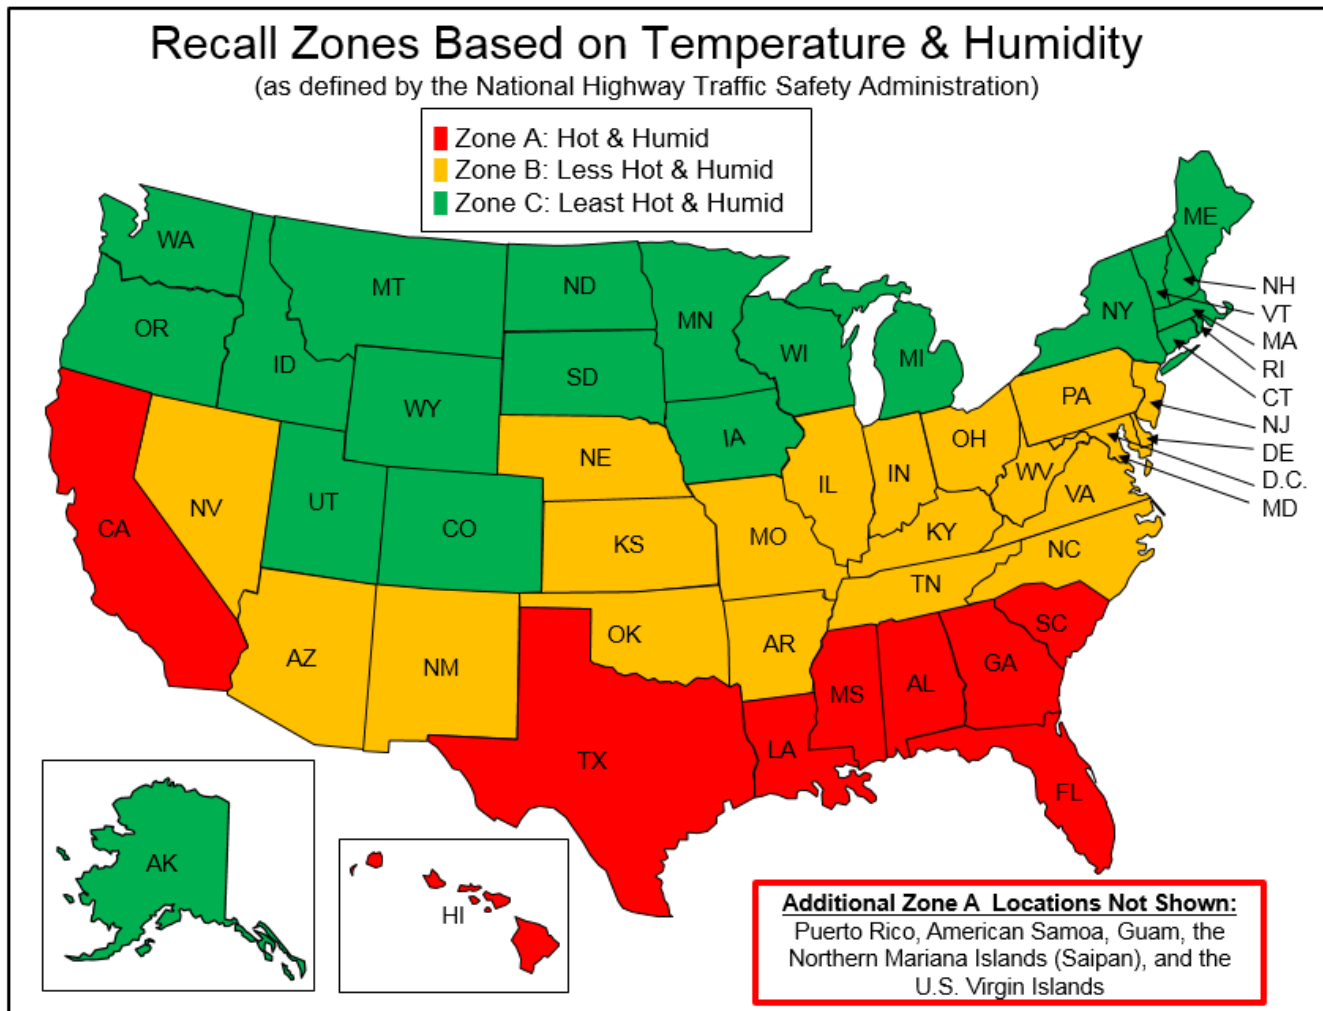 Recall Zones Based on Temperature & Humidity
(as defined by the National Highway Traffic Safety Administration)
Zone A: Hot & Humid
Zone B: Less Hot & Humid
Zone C: Least Hot & Humid
WA
MT
ND
MN
ME
NH
VT
MA
RI
CT
NJ
DE
D.C.
MD
OR
ID
WY
SD
WI
MI
NY
IA
PA
NE
IL
IN
OH
WV
VA
NV
UT
CO
KS
MO
KY
NC
CA
TN
AZ
NM
OK
AR
SC
MS
AL
GA
TX
LA
FL
AK
HI
Additional Zone A Locations Not Shown:
Puerto Rico, American Samoa, Guam, the
Northern Mariana Islands (Saipan), and the
U.S. Virgin Islands